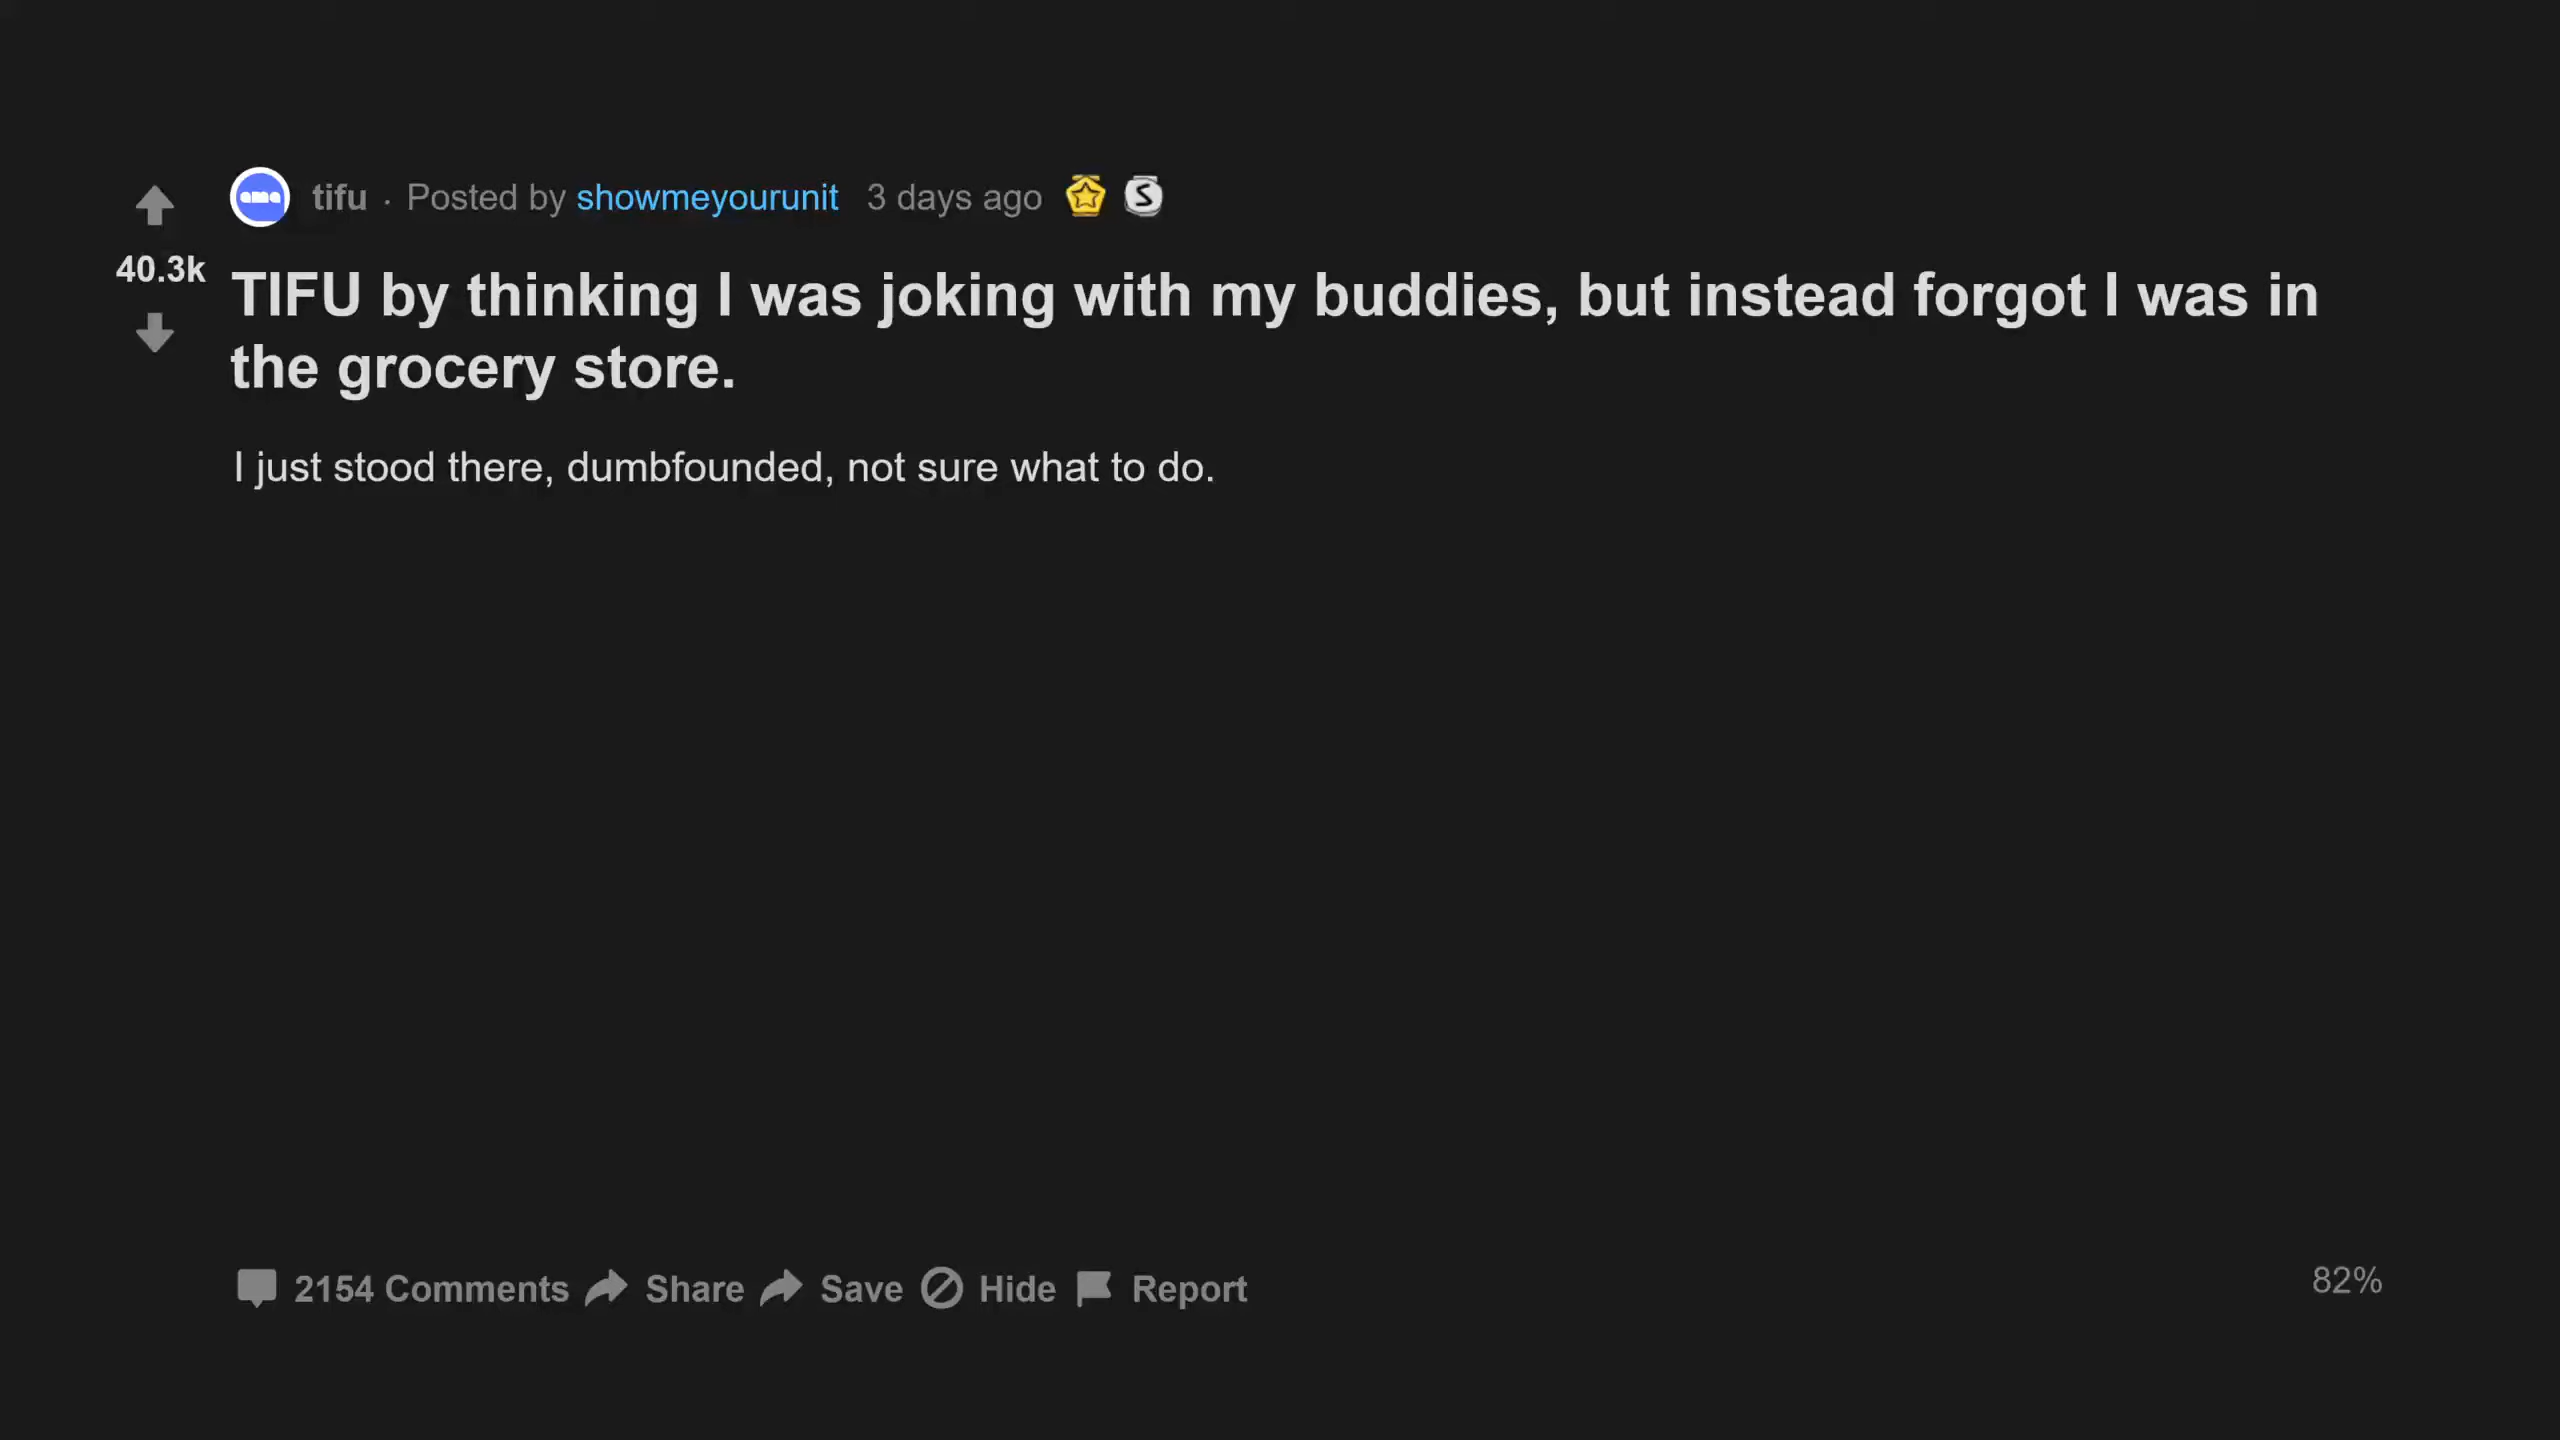 tifu · Posted by showmeyourunit 3 days ago S
40.3k
TIFU by thinking I was joking with my buddies, but instead forgot I was in
the grocery store.
I just stood there, dumbfounded, not sure what to do.
2154 Comments Share Save Hide Report
82%